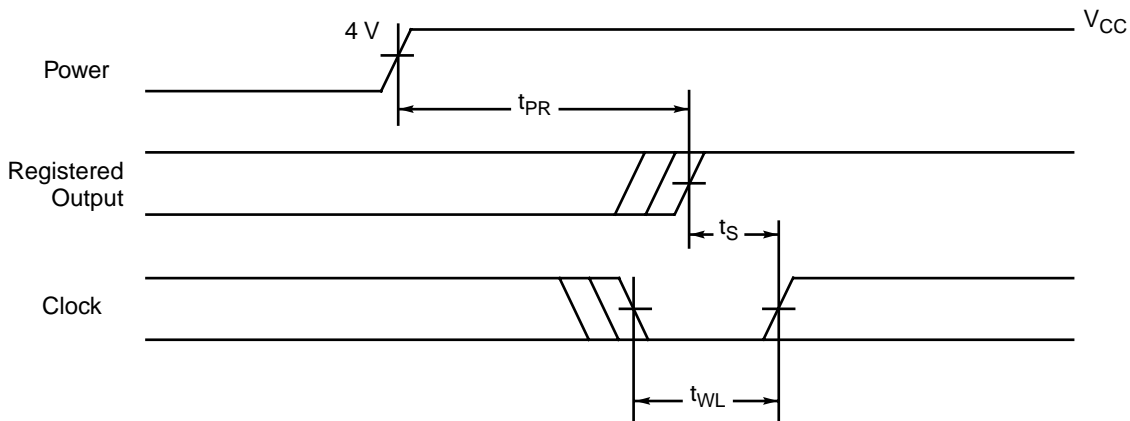 4 V
V_CC
Power
t_PR
Registered
Output
t_S
Clock
t_WL